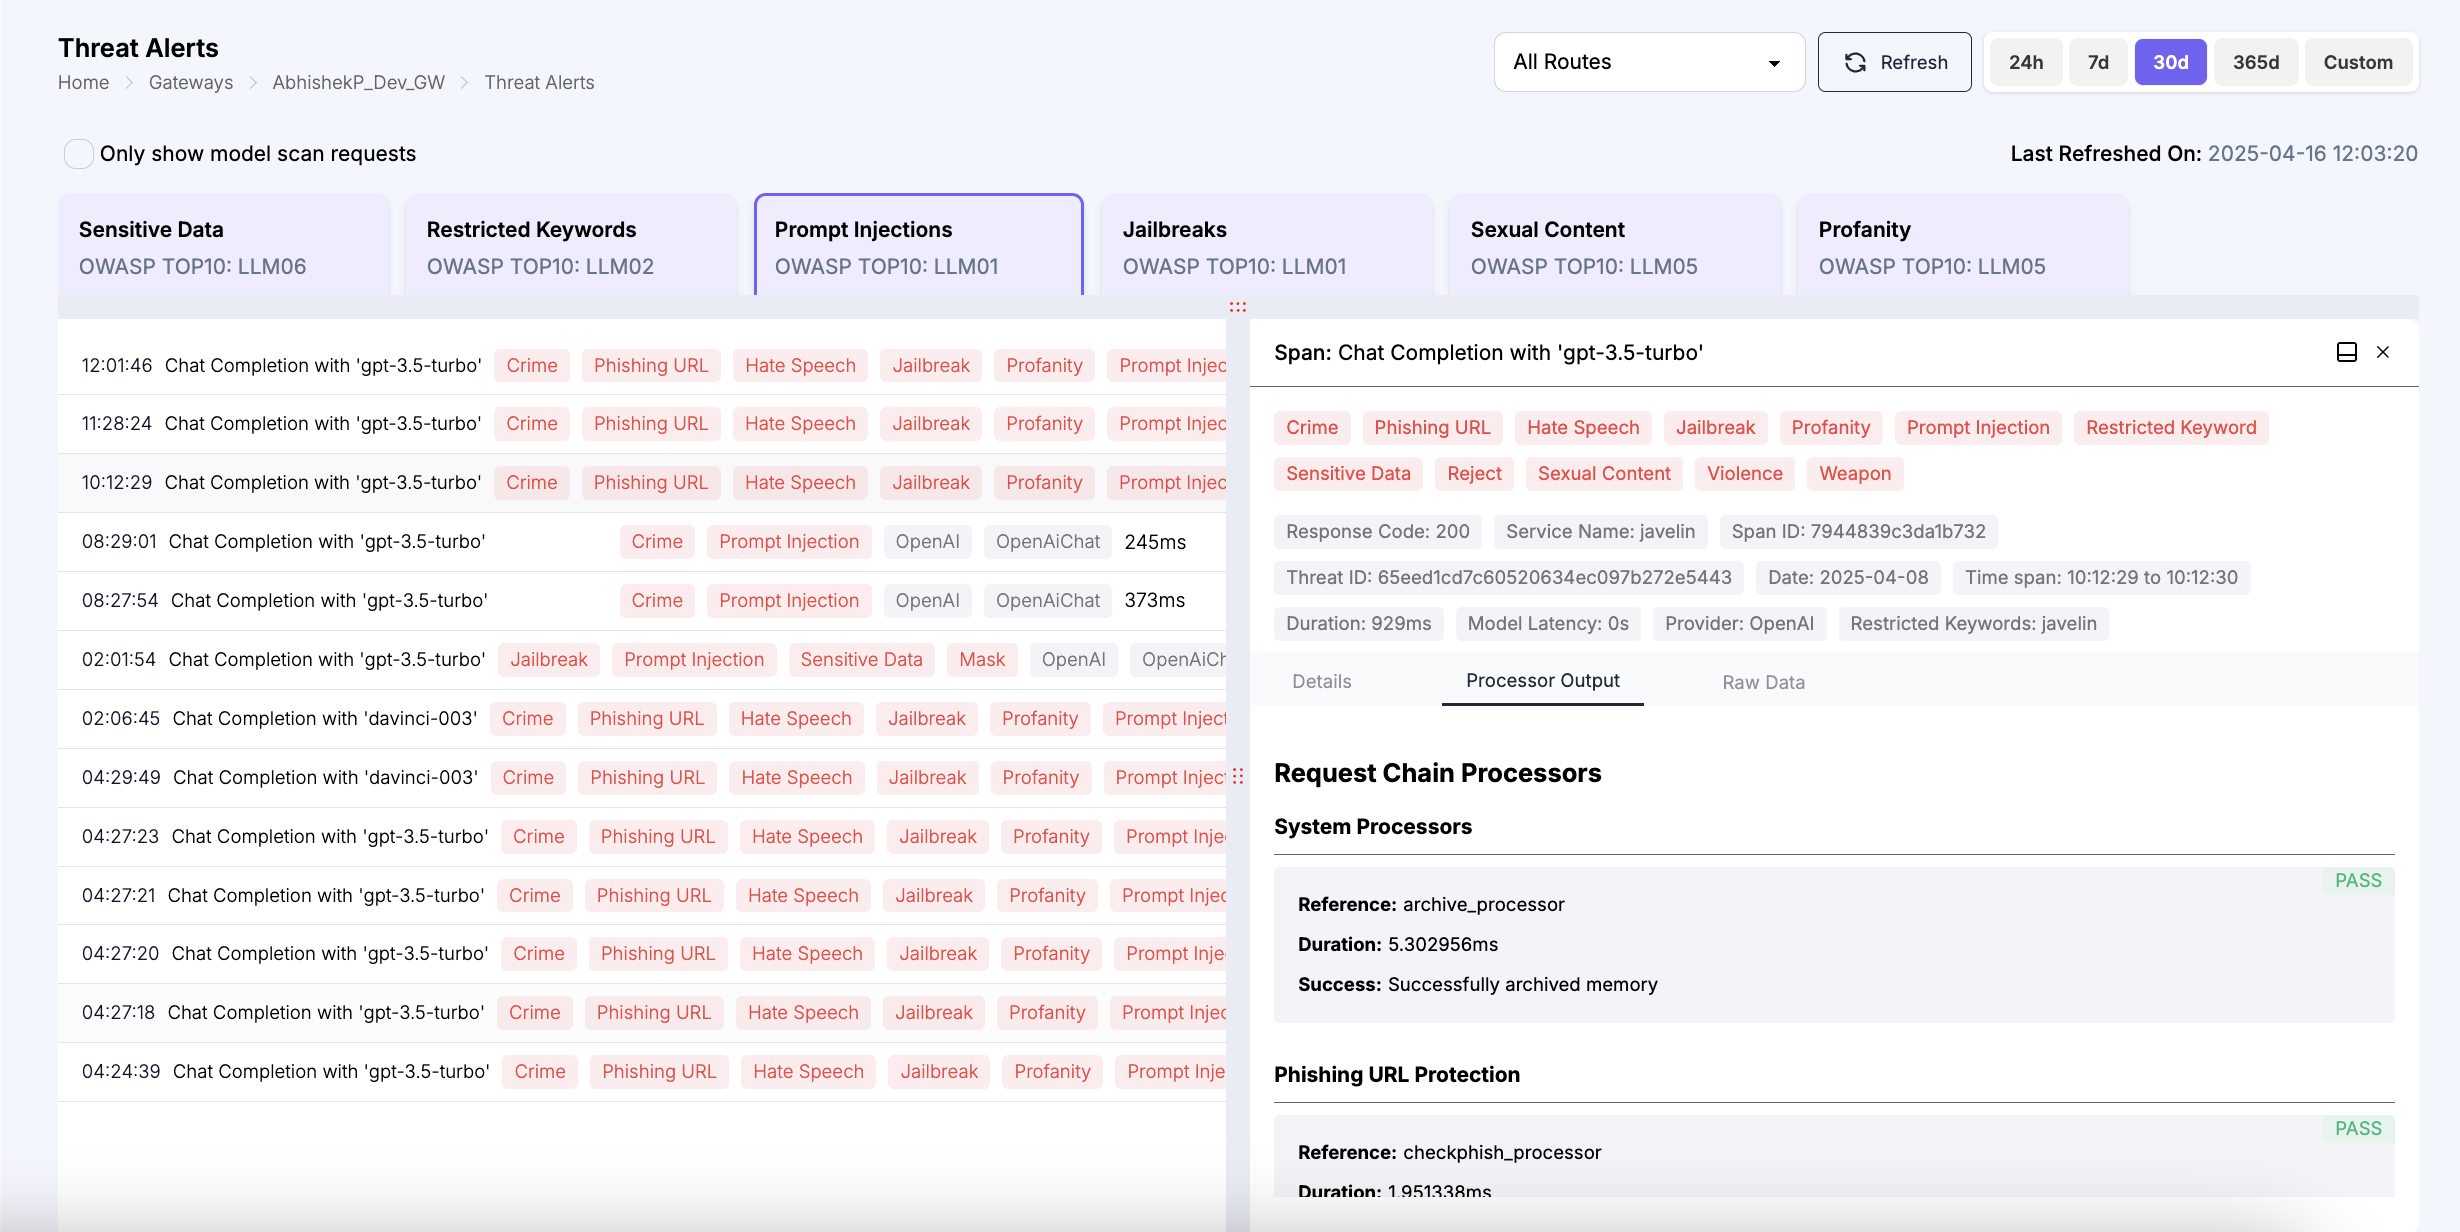 Threat Alerts
Home > Gateways > AbhishekP_Dev_GW > Threat Alerts
All Routes
Refresh
24h 7d 30d 365d Custom
Only show model scan requests
Last Refreshed On: 2025-04-16 12:03:20
Sensitive Data
OWASP TOP10: LLM06
Restricted Keywords
OWASP TOP10: LLM02
Prompt Injections
OWASP TOP10: LLM01
Jailbreaks
OWASP TOP10: LLM01
Sexual Content
OWASP TOP10: LLM05
Profanity
OWASP TOP10: LLM05
12:01:46 Chat Completion with 'gpt-3.5-turbo' Crime Phishing URL Hate Speech Jailbreak Profanity Prompt Injec
11:28:24 Chat Completion with 'gpt-3.5-turbo' Crime Phishing URL Hate Speech Jailbreak Profanity Prompt Injec
10:12:29 Chat Completion with 'gpt-3.5-turbo' Crime Phishing URL Hate Speech Jailbreak Profanity Prompt Injec
08:29:01 Chat Completion with 'gpt-3.5-turbo' Crime Prompt Injection OpenAI OpenAiChat 245ms
08:27:54 Chat Completion with 'gpt-3.5-turbo' Crime Prompt Injection OpenAI OpenAiChat 373ms
02:01:54 Chat Completion with 'gpt-3.5-turbo' Jailbreak Prompt Injection Sensitive Data Mask OpenAI OpenAiCh
02:06:45 Chat Completion with 'davinci-003' Crime Phishing URL Hate Speech Jailbreak Profanity Prompt Inject
04:29:49 Chat Completion with 'davinci-003' Crime Phishing URL Hate Speech Jailbreak Profanity Prompt Inject
04:27:23 Chat Completion with 'gpt-3.5-turbo' Crime Phishing URL Hate Speech Jailbreak Profanity Prompt Inje
04:27:21 Chat Completion with 'gpt-3.5-turbo' Crime Phishing URL Hate Speech Jailbreak Profanity Prompt Injec
04:27:20 Chat Completion with 'gpt-3.5-turbo' Crime Phishing URL Hate Speech Jailbreak Profanity Prompt Inje
04:27:18 Chat Completion with 'gpt-3.5-turbo' Crime Phishing URL Hate Speech Jailbreak Profanity Prompt Injec
04:24:39 Chat Completion with 'gpt-3.5-turbo' Crime Phishing URL Hate Speech Jailbreak Profanity Prompt Inje
Span: Chat Completion with 'gpt-3.5-turbo'
Crime Phishing URL Hate Speech Jailbreak Profanity Prompt Injection Restricted Keyword
Sensitive Data Reject Sexual Content Violence Weapon
Response Code: 200 Service Name: javelin Span ID: 7944839c3da1b732
Threat ID: 65eed1cd7c60520634ec097b272e5443 Date: 2025-04-08 Time span: 10:12:29 to 10:12:30
Duration: 929ms Model Latency: 0s Provider: OpenAI Restricted Keywords: javelin
Details Processor Output Raw Data
Request Chain Processors
System Processors
PASS
Reference: archive_processor
Duration: 5.302956ms
Success: Successfully archived memory
Phishing URL Protection
PASS
Reference: checkphish_processor
Duration: 1.951338ms